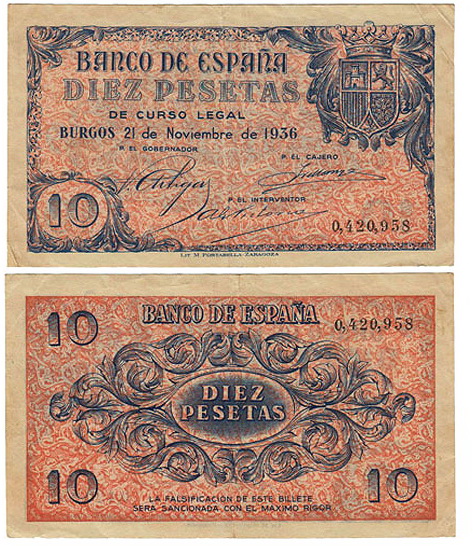 BANCO DE ESPAÑA
DIEZ PESETAS
DE CURSO LEGAL
BURGOS 21 de Noviembre de 1936
P. EL GOBERNADOR
P. EL CAJERO
P. EL INTERVENTOR
10
0,420,958
LIT M. PORTABELLA-ZARAGOZA
10
BANCO DE ESPAÑA
0,420,958
DIEZ
PESETAS
10
10
LA FALSIFICACION DE ESTE BILLETE
SERA SANCIONADA CON EL MAXIMO RIGOR